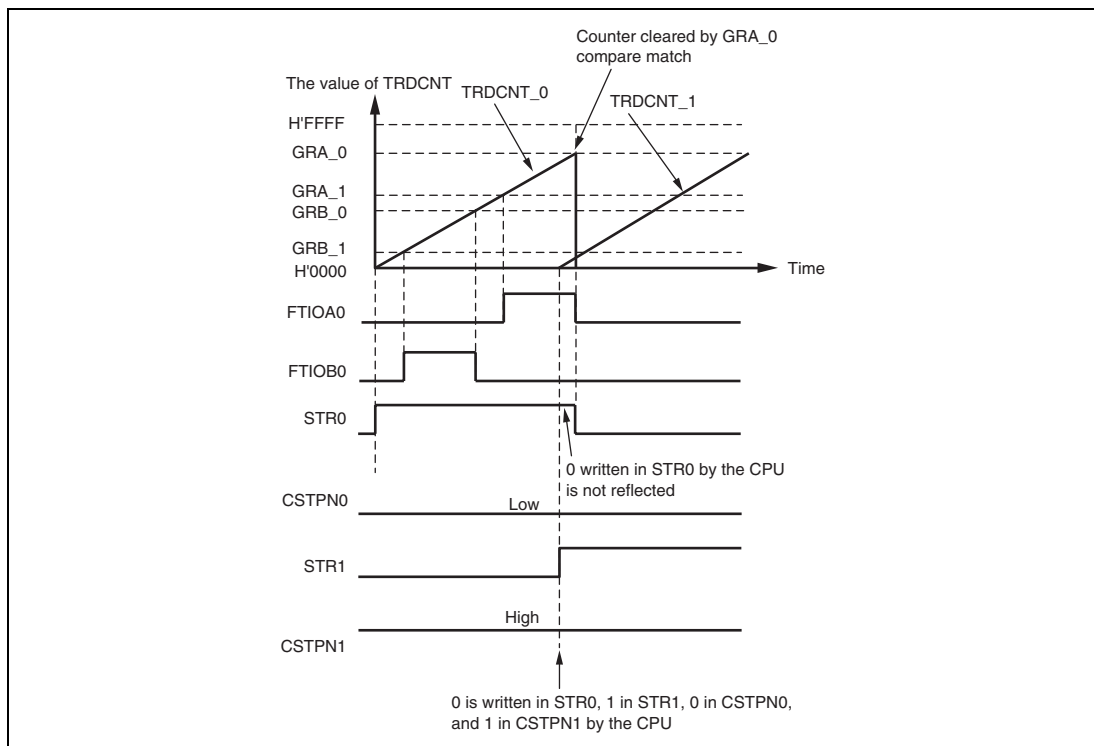 Counter cleared by GRA_0
compare match
The value of TRDCNT
TRDCNT_0
TRDCNT_1
H'FFFF
GRA_0
GRA_1
GRB_0
GRB_1
H'0000
Time
FTIOA0
FTIOB0
STR0
0 written in STR0 by the CPU
is not reflected
CSTPN0
Low
STR1
High
CSTPN1
0 is written in STR0, 1 in STR1, 0 in CSTPN0,
and 1 in CSTPN1 by the CPU